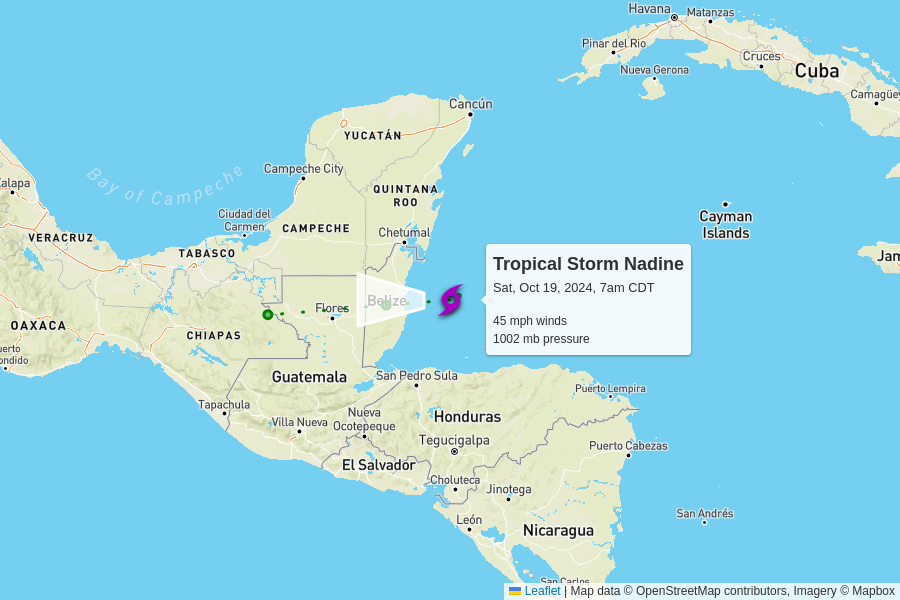 Havana
Matanzas
Pinar del Rio
Cruces
Nueva Gerona
Cuba
Camagüey
Cancún
YUCATÁN
Bay of Campeche
Campeche City
Xalapa
QUINTANA
ROO
Ciudad del
Carmen
CAMPECHE
Chetumal
Cayman
Islands
VERACRUZ
TABASCO
Jam
Tropical Storm Nadine
Sat, Oct 19, 2024, 7am CDT
45 mph winds
1002 mb pressure
Belize
Flores
OAXACA
CHIAPAS
uerto
ondido
Guatemala
San Pedro Sula
Puerto Lempira
Tapachula
Villa Nueva
Nueva
Ocotepeque
Honduras
Tegucigalpa
Puerto Cabezas
El Salvador
Choluteca
Jinotega
San Andrés
León
Nicaragua
San Carlos
Leaflet | Map data © OpenStreetMap contributors, Imagery © Mapbox